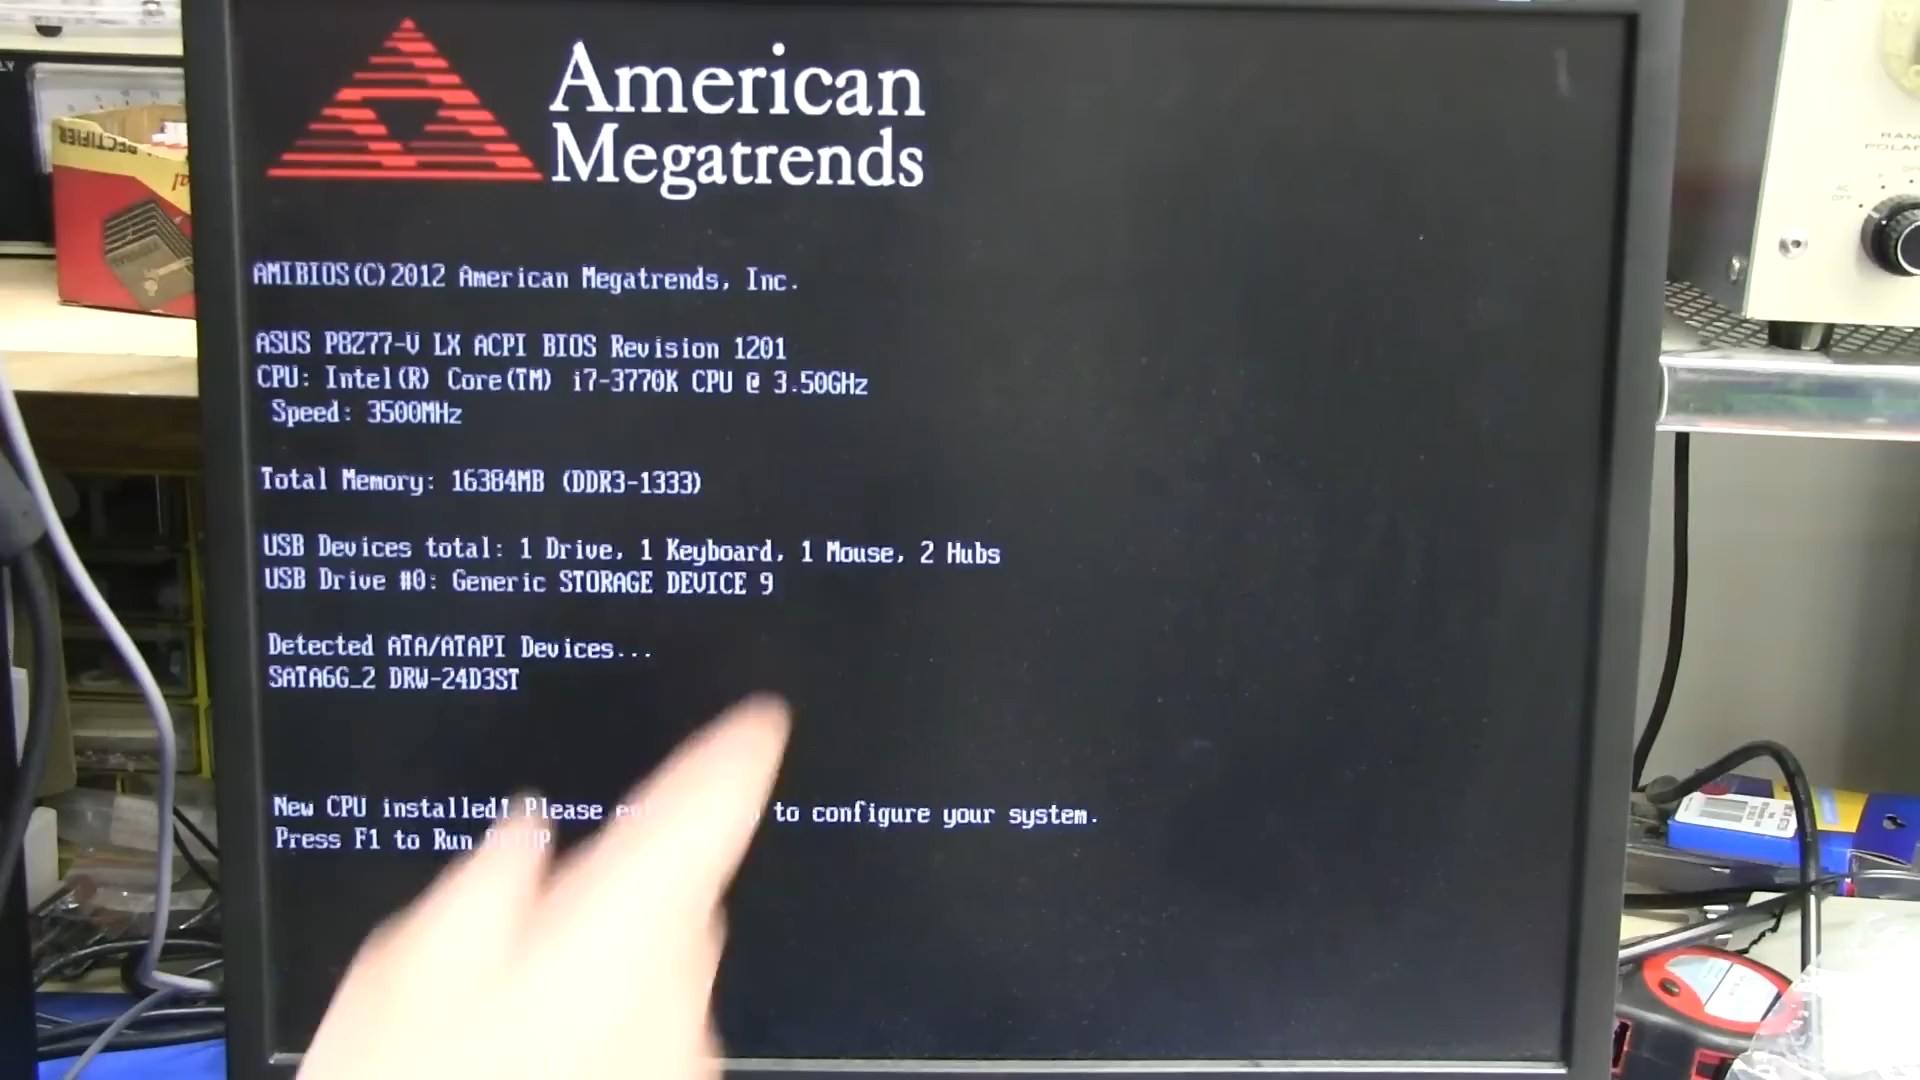 American
Megatrends
AMIBIOS(C)2012 American Megatrends, Inc.
ASUS P8Z77-V LX ACPI BIOS Revision 1201
CPU: Intel(R) Core(TM) i7-3770K CPU @ 3.50GHz
Speed: 3500MHz
Total Memory: 16384MB (DDR3-1333)
USB Devices total: 1 Drive, 1 Keyboard, 1 Mouse, 2 Hubs
USB Drive #0: Generic STORAGE DEVICE 9
Detected ATA/ATAPI Devices...
SATA6G_2 DRW-24D3ST
New CPU installed! Please to configure your system.
Press F1 to Run SETUP
RECTIFIER